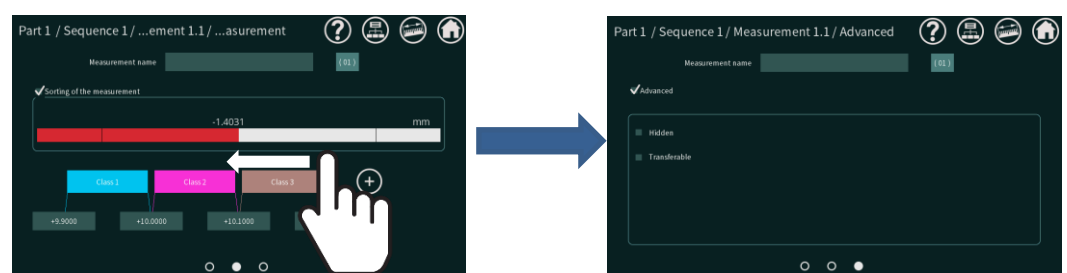 Part 1 / Sequence 1 / ...ement 1.1 / ...asurement
Measurement name
( 01 )
Sorting of the measurement
-1.4031
mm
Class 1
Class 2
Class 3
+9.9000
+10.0000
+10.1000
Part 1 / Sequence 1 / Measurement 1.1 / Advanced
Measurement name
( 01 )
Advanced
Hidden
Transferable